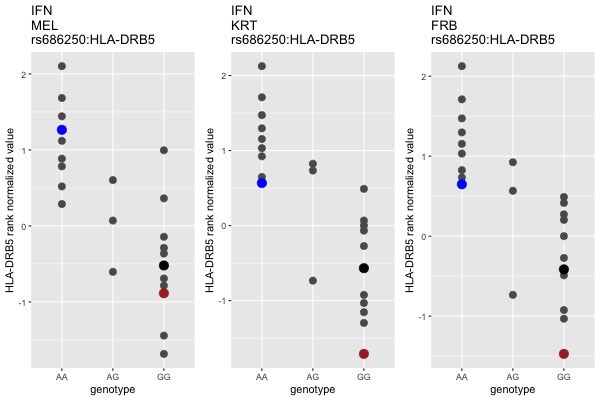 IFN
MEL
rs686250:HLA-DRB5
HLA-DRB5 rank normalized value
2
1
0
-1
AA AG GG
genotype
IFN
KRT
rs686250:HLA-DRB5
HLA-DRB5 rank normalized value
2
1
0
-1
AA AG GG
genotype
IFN
FRB
rs686250:HLA-DRB5
HLA-DRB5 rank normalized value
2
1
0
-1
AA AG GG
genotype